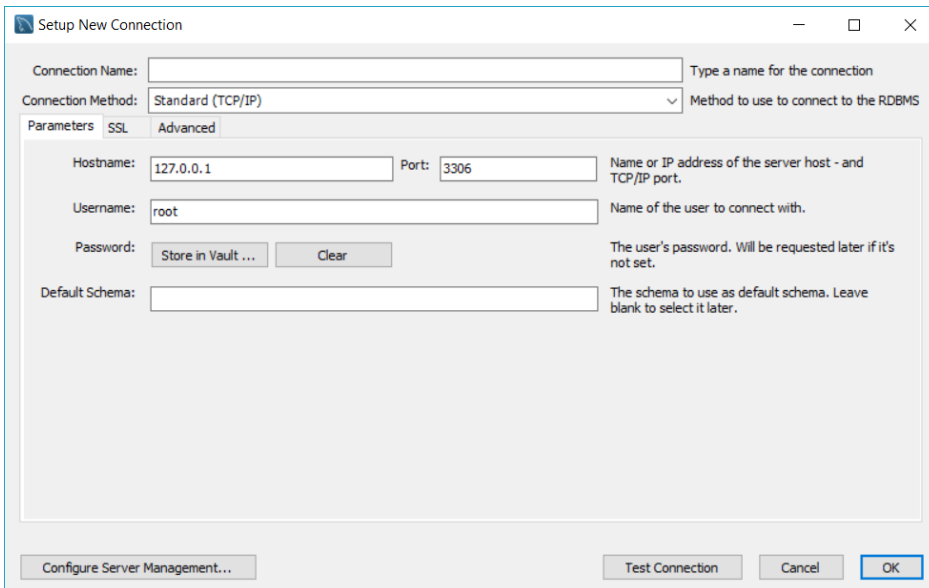 Setup New Connection
Connection Name: Type a name for the connection
Connection Method: Standard (TCP/IP) Method to use to connect to the RDBMS
Parameters SSL Advanced
Hostname: 127.0.0.1 Port: 3306 Name or IP address of the server host - and
TCP/IP port.
Username: root Name of the user to connect with.
Password: Store in Vault ... Clear The user's password. Will be requested later if it's
not set.
Default Schema: The schema to use as default schema. Leave
blank to select it later.
Configure Server Management... Test Connection Cancel OK